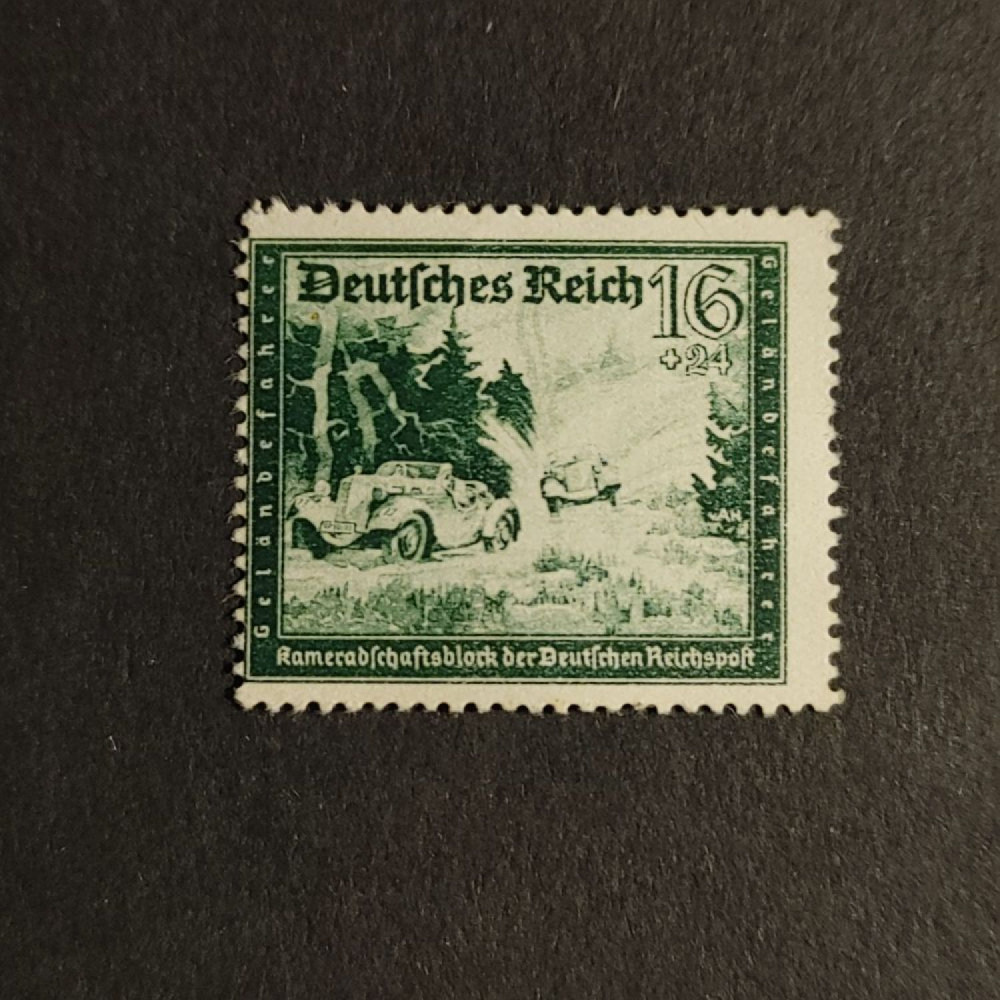 Deutſches Reich
16
+24
Geländefahrer
Geländefahrer
Kameradſchaftsblock der Deutſchen Reichspoſt